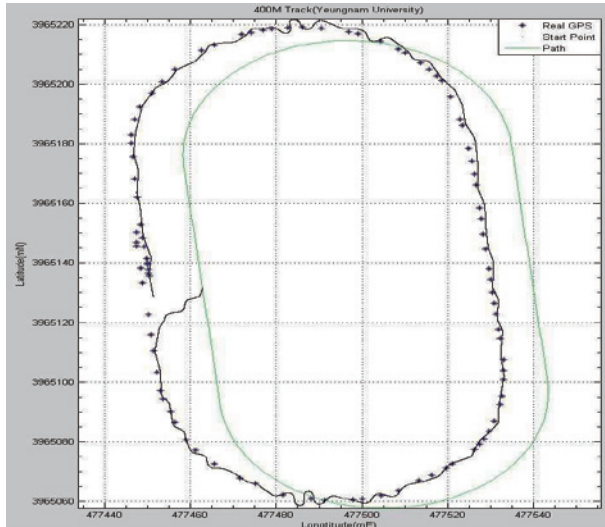 400M Track(Yeungnam University)
Real GPS
Start Point
Path
3965220
3965200
3965180
3965160
3965140
3965120
3965100
3965080
3965060
Latitude[mN]
477440
477460
477480
477500
477520
477540
Longtitude(mE)